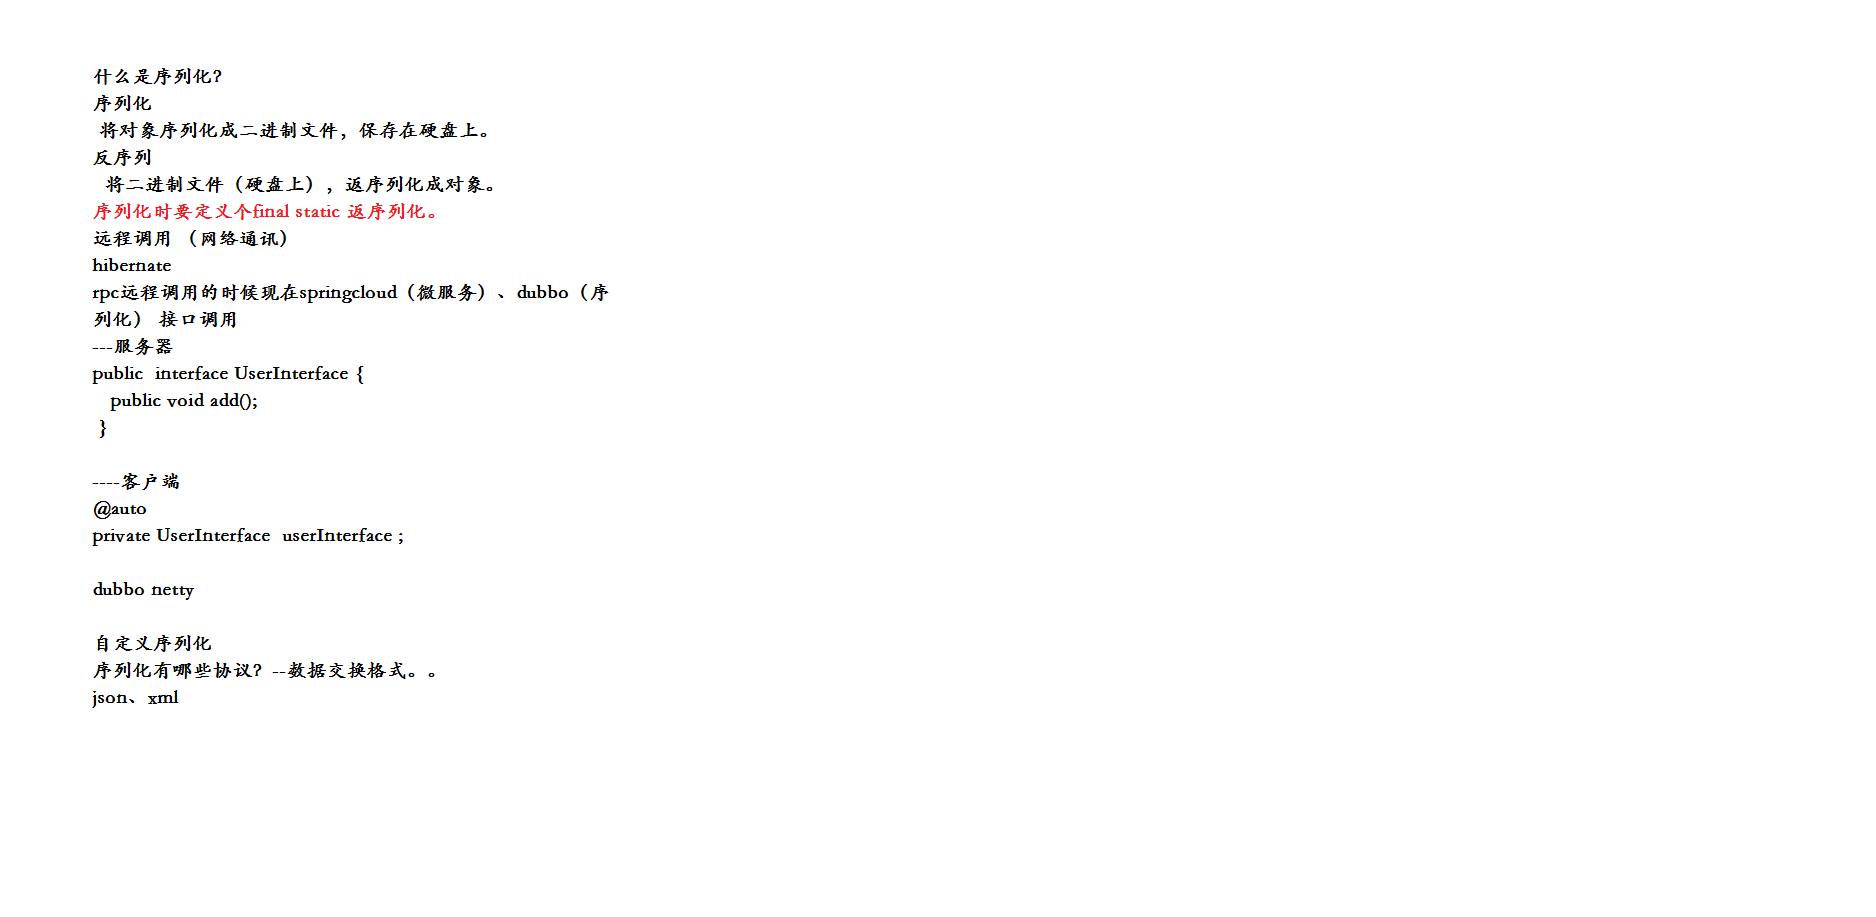 什么是序列化?
序列化
将对象序列化成二进制文件，保存在硬盘上。
反序列
将二进制文件（硬盘上），返序列化成对象。
序列化时要定义个final static 返序列化。
远程调用 （网络通讯）
hibernate
rpc远程调用的时候现在springcloud（微服务）、dubbo（序
列化） 接口调用
---服务器
public  interface UserInterface {
public void add();
}
----客户端
@auto
private UserInterface  userInterface ;
dubbo netty
自定义序列化
序列化有哪些协议? --数据交换格式。。
json、xml